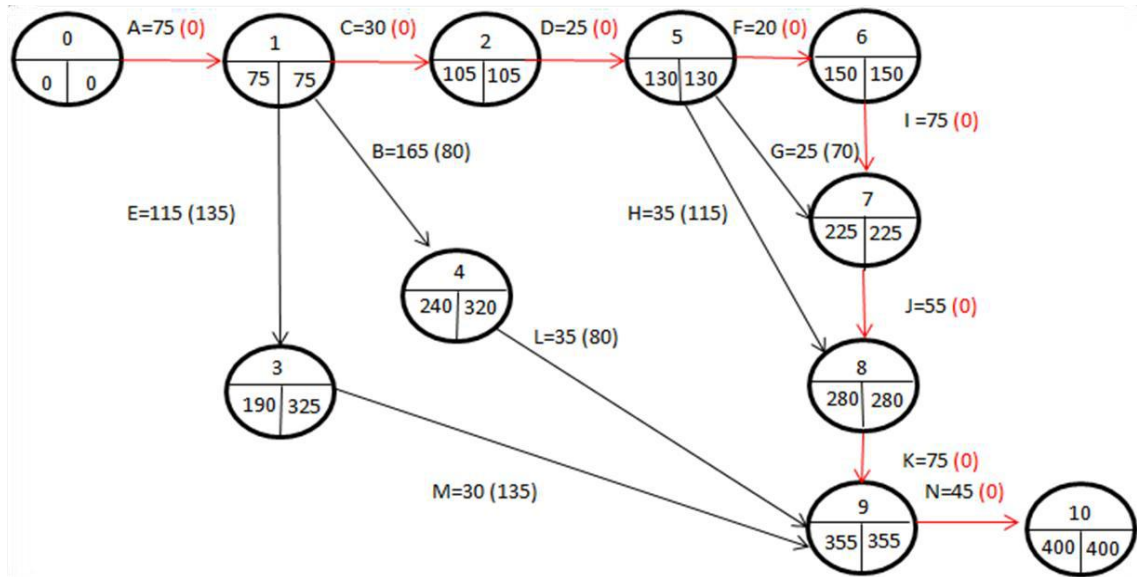 A=75 (0)
C=30 (0)
D=25 (0)
F=20 (0)
0
0 0
1
75 75
2
105 105
5
130 130
6
150 150
I =75 (0)
B=165 (80)
G=25 (70)
E=115 (135)
H=35 (115)
7
225 225
4
240 320
J=55 (0)
L=35 (80)
3
190 325
8
280 280
K=75 (0)
M=30 (135)
N=45 (0)
9
355 355
10
400 400